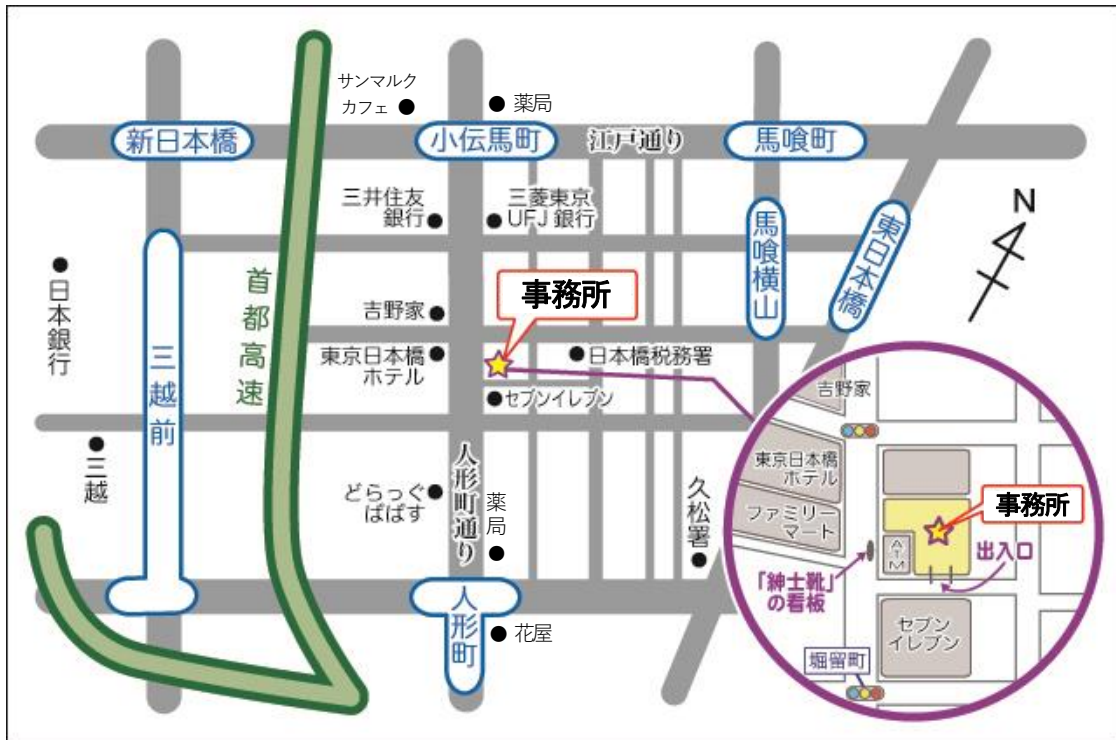 サンマルク
カフェ
薬局
新日本橋
小伝馬町
江戸通り
馬喰町
三井住友
銀行
三菱東京
UFJ銀行
馬喰横山
東日本橋
N
日本銀行
首都高速
吉野家
事務所
三越前
東京日本橋
ホテル
日本橋税務署
セブンイレブン
三越
人形町通り
どらっぐ
ぱぱす
薬局
久松署
人形町
花屋
吉野家
東京日本橋
ホテル
ファミリー
マート
事務所
ATM
出入口
「紳士靴」
の看板
セブン
イレブン
堀留町